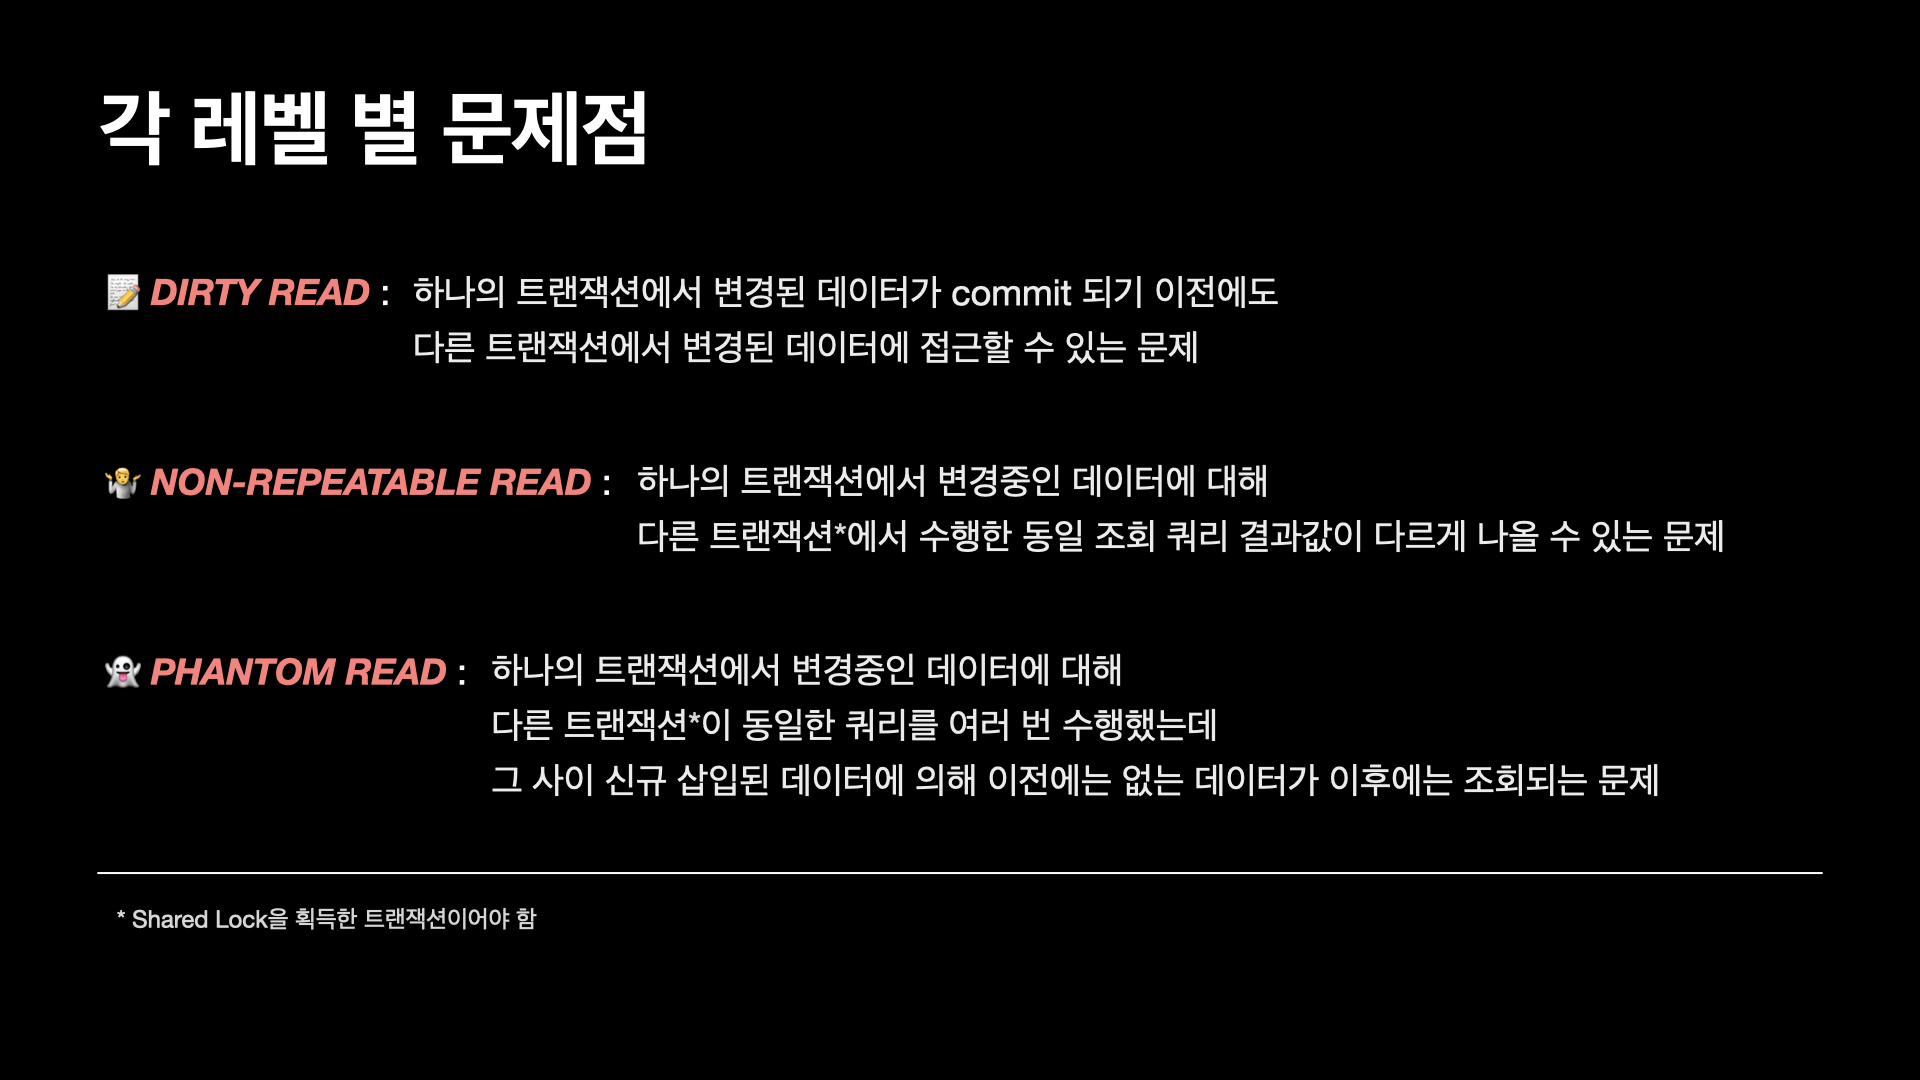 각 레벨 별 문제점
📝 DIRTY READ : 하나의 트랜잭션에서 변경된 데이터가 commit 되기 이전에도
다른 트랜잭션에서 변경된 데이터에 접근할 수 있는 문제
🤷 NON-REPEATABLE READ : 하나의 트랜잭션에서 변경중인 데이터에 대해
다른 트랜잭션*에서 수행한 동일 조회 쿼리 결과값이 다르게 나올 수 있는 문제
👻 PHANTOM READ : 하나의 트랜잭션에서 변경중인 데이터에 대해
다른 트랜잭션*이 동일한 쿼리를 여러 번 수행했는데
그 사이 신규 삽입된 데이터에 의해 이전에는 없는 데이터가 이후에는 조회되는 문제
* Shared Lock을 획득한 트랜잭션이어야 함